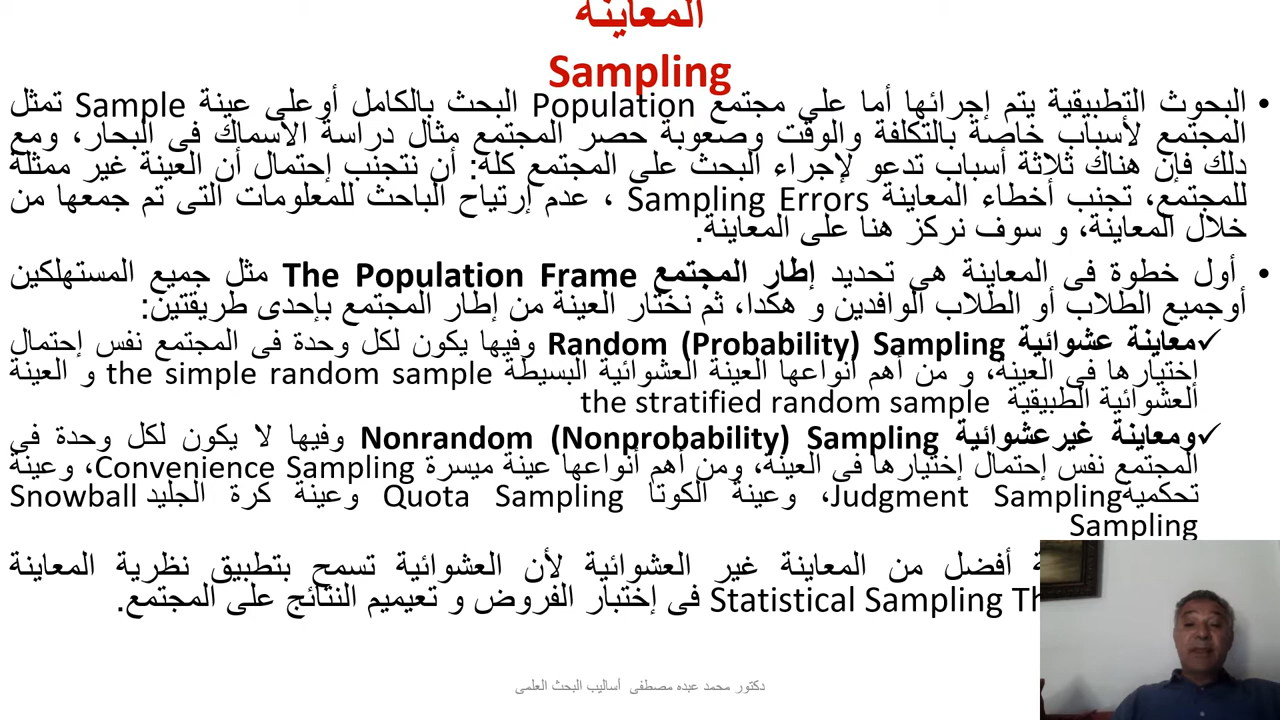 المعاينة
Sampling
• البحوث التطبيقية يتم إجرائها أما على مجتمع Population البحث بالكامل أوعلى عينة Sample تمثل
المجتمع لأسباب خاصة بالتكلفة والوقت وصعوبة حصر المجتمع مثال دراسة الأسماك فى البحار، ومع
ذلك فإن هناك ثلاثة أسباب تدعو لإجراء البحث على المجتمع كلة: أن نتجنب إحتمال أن العينة غير ممثلة
للمجتمع، تجنب أخطاء المعاينة Sampling Errors ، عدم إرتياح الباحث للمعلومات التى تم جمعها من
خلال المعاينة، و سوف نركز هنا على المعاينة.
• أول خطوة فى المعاينة هى تحديد إطار المجتمع The Population Frame مثل جميع المستهلكين
أوجميع الطلاب أو الطلاب الوافدين و هكدا، ثم نختار العينة من إطار المجتمع بإحدى طريقتين:
✓معاينة عشوائية Random (Probability) Sampling وفيها يكون لكل وحدة فى المجتمع نفس إحتمال
إختيارها فى العينة، و من أهم أنواعها العينة العشوائية البسيطة the simple random sample و العينة
العشوائية الطبيقية the stratified random sample
✓ومعاينة غيرعشوائية Nonrandom (Nonprobability) Sampling وفيها لا يكون لكل وحدة فى
المجتمع نفس إحتمال إختيارها فى العينة، ومن أهم أنواعها عينة ميسرة Convenience Sampling، وعينة
تحكمية Judgment Sampling، وعينة الكوتا Quota Sampling وعينة كرة الجليد Snowball
Sampling
أفضل من المعاينة غير العشوائية لأن العشوائية تسمح بتطبيق نظرية المعاينة
Statistical Sampling فى إختبار الفروض و تعيميم النتائج على المجتمع.
دكتور محمد عبده مصطفى أساليب البحث العلمى